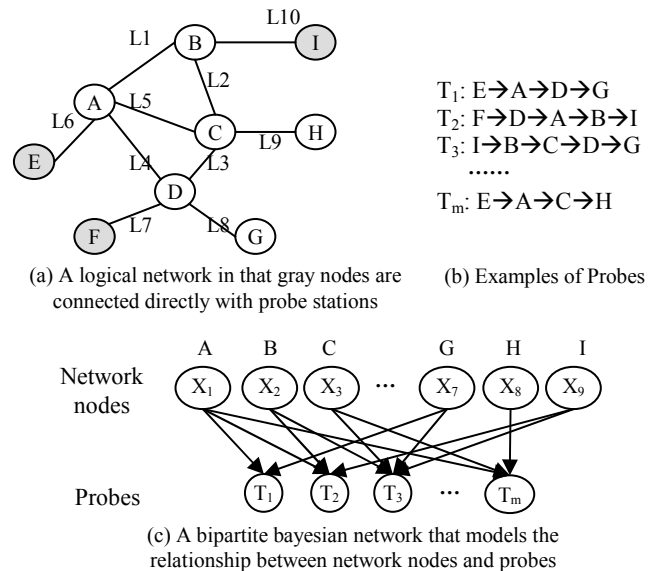 L10
L1
B
I
L2
A
L5
L6
C
H
L9
E
L4
L3
D
F
L7
L8
G
(a) A logical network in that gray nodes are
connected directly with probe stations
T1: E→A→D→G
T2: F→D→A→B→I
T3: I→B→C→D→G
......
Tm: E→A→C→H
(b) Examples of Probes
A B C G H I
Network
nodes
X1 X2 X3 ... X7 X8 X9
Probes
T1 T2 T3 ... Tm
(c) A bipartite bayesian network that models the
relationship between network nodes and probes